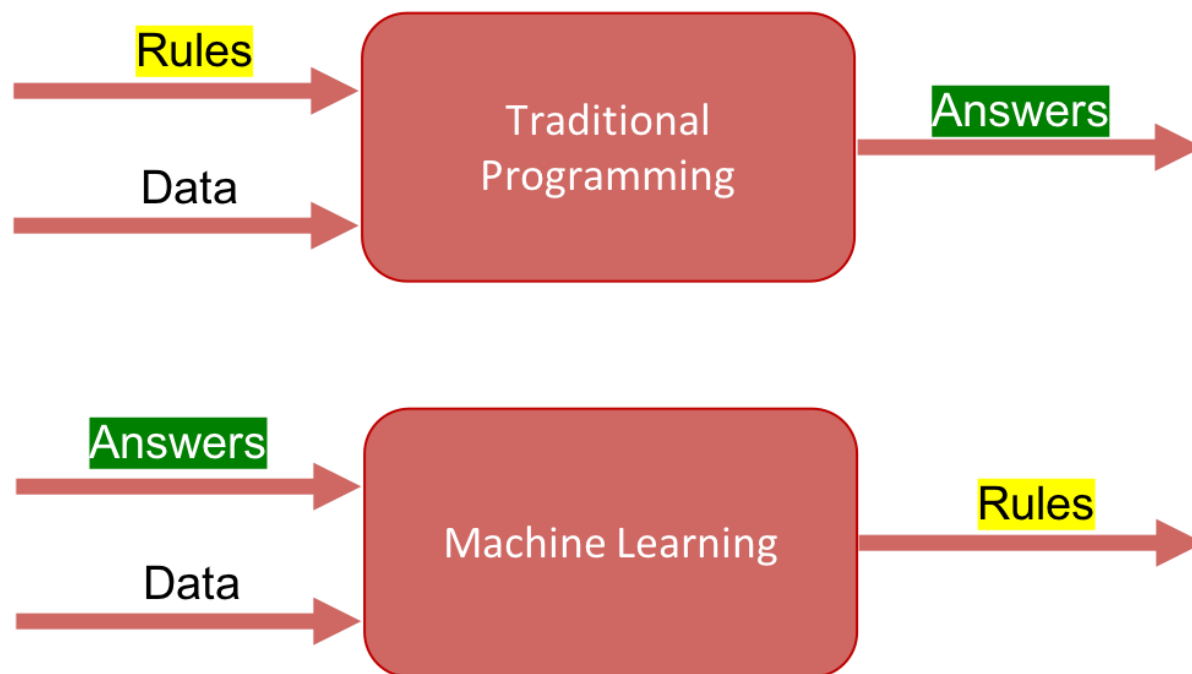 Rules
Data
Traditional
Programming
Answers
Answers
Data
Machine Learning
Rules